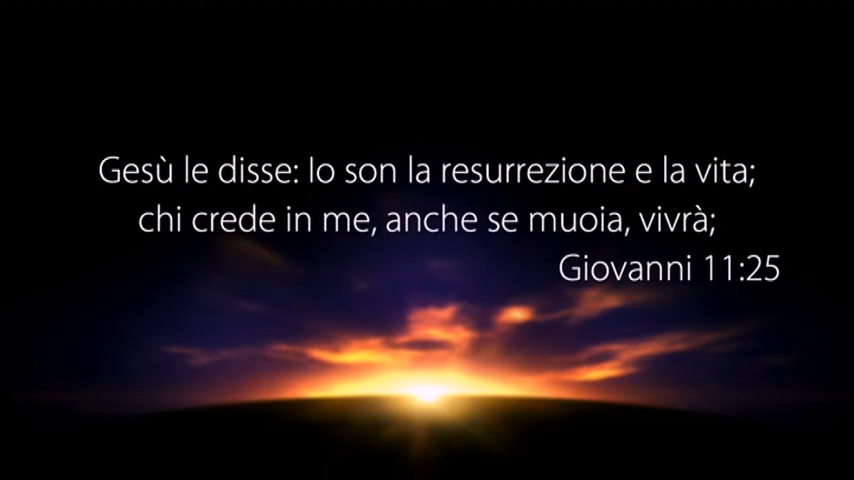 Gesù le disse: Io son la resurrezione e la vita;
chi crede in me, anche se muoia, vivrà;
Giovanni 11:25